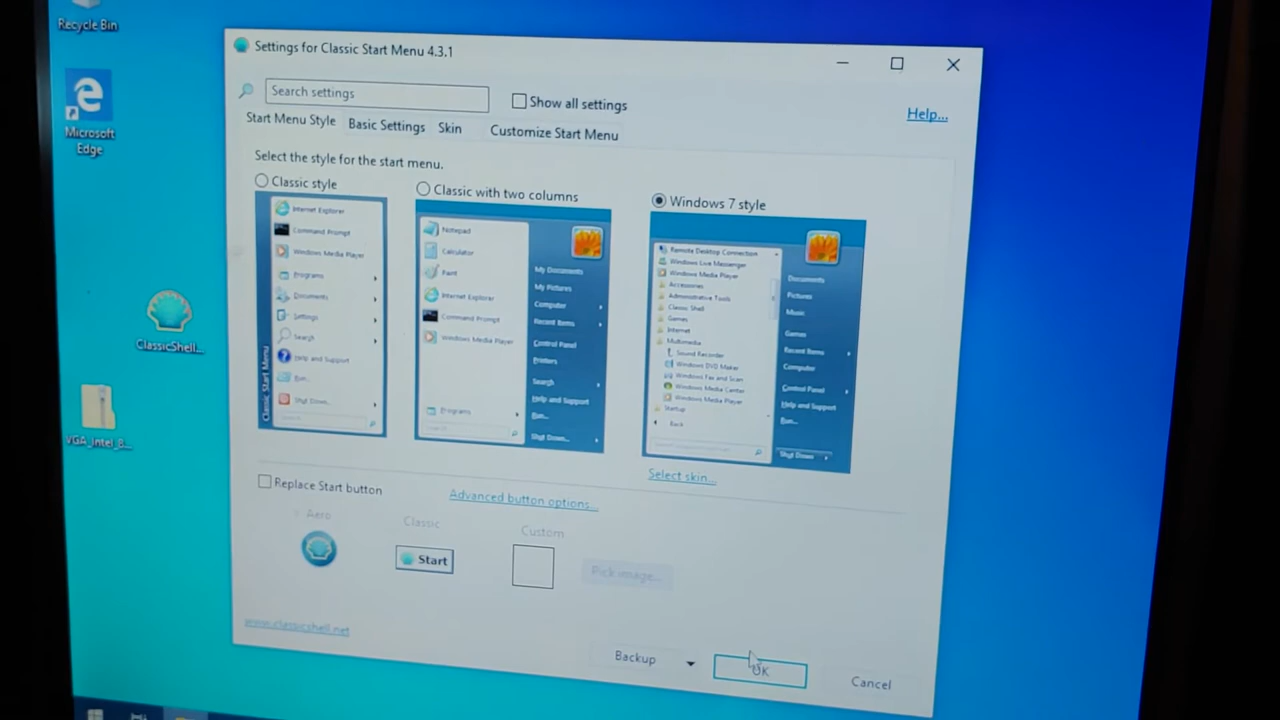 Recycle Bin
Microsoft
Edge
ClassicShell...
VGA_Intel_8...
Settings for Classic Start Menu 4.3.1
Search settings
Show all settings
Help...
Start Menu Style
Basic Settings
Skin
Customize Start Menu
Select the style for the start menu.
Classic style
Internet Explorer
Command Prompt
Windows Media Player
Programs
Documents
Settings
Search
Help and Support
Run...
Shut Down...
Classic Start Menu
Classic with two columns
Notepad
Calculator
Paint
Internet Explorer
Command Prompt
Windows Media Player
Programs
My Documents
My Pictures
Computer
Recent Items
Control Panel
Printers
Search
Help and Support
Run...
Shut Down...
Windows 7 style
Remote Desktop Connection
Windows Live Messenger
Windows Media Player
Accessories
Administrative Tools
Classic Shell
Games
Internet
Multimedia
Sound Recorder
Windows DVD Maker
Windows Fax and Scan
Windows Media Center
Windows Media Player
Startup
Back
Documents
Pictures
Music
Games
Recent Items
Computer
Control Panel
Help and Support
Run...
Shut Down
Select skin...
Replace Start button
Advanced button options...
Aero
Classic
Start
Custom
Pick image...
www.classicshell.net
Backup
OK
Cancel